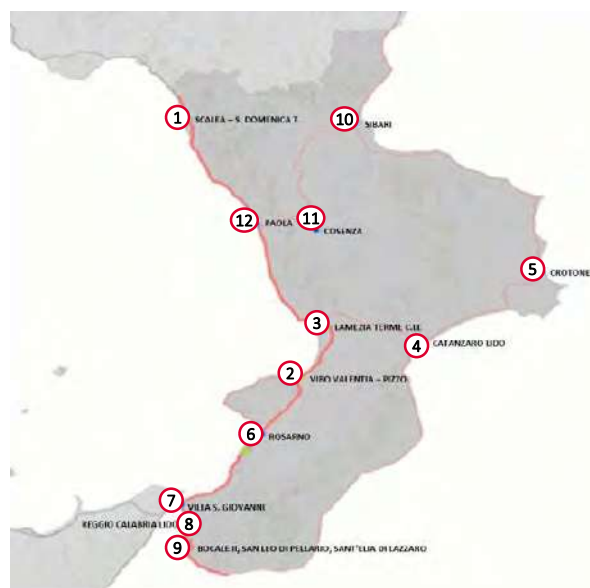 1 SCALEA – S. DOMENICA T.
10 SIBARI
12 PAOLA
11 COSENZA
5 CROTONE
3 LAMEZIA TERME C.LE
4 CATANZARO LIDO
2 VIBO VALENTIA – PIZZO
6 ROSARNO
7 VILLA S. GIOVANNI
REGGIO CALABRIA LIDO 8
9 BOCALE II, SAN LEO DI PELLARO, SANT'ELIA DI LAZZARO